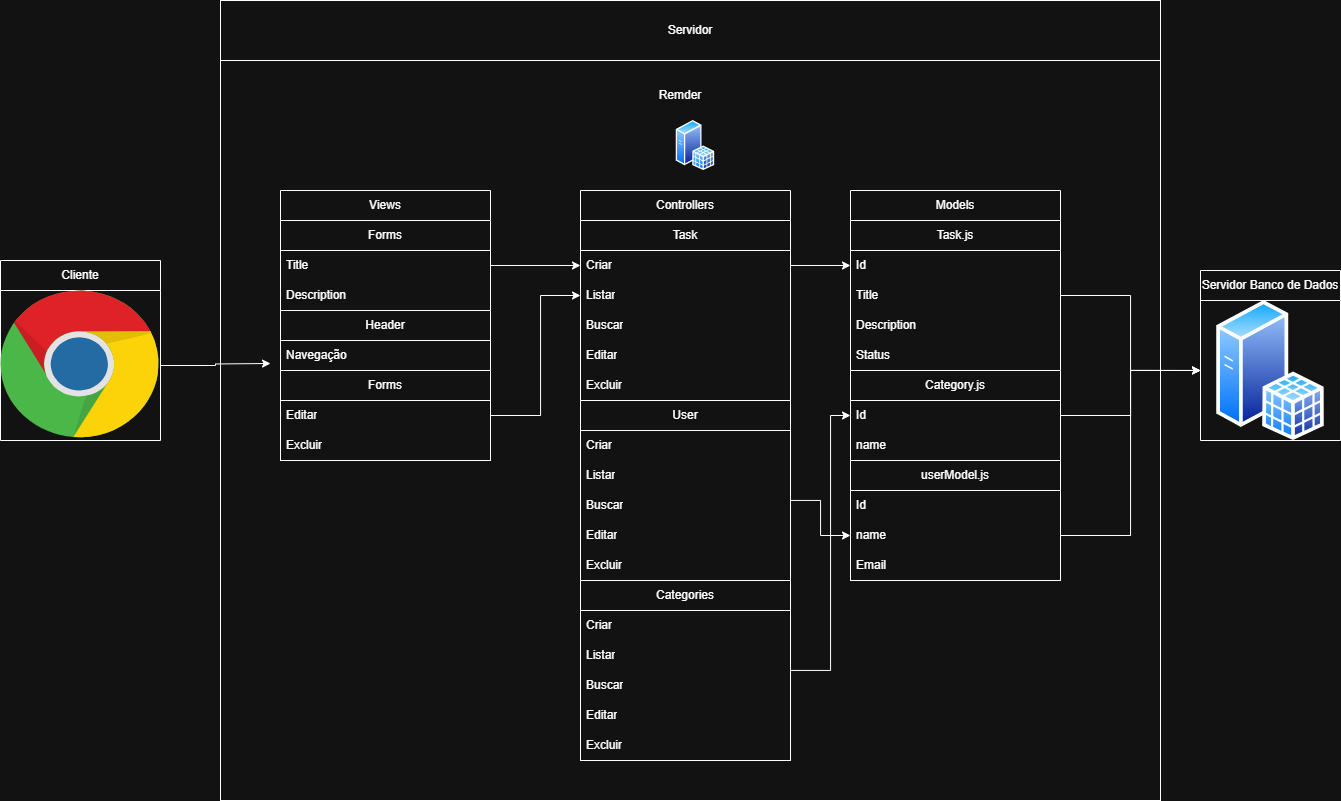 Servidor
Remder
Cliente
Views
Forms
Title
Description
Header
Navegação
Forms
Editar
Excluir
Controllers
Task
Criar
Listar
Buscar
Editar
Excluir
User
Criar
Listar
Buscar
Editar
Excluir
Categories
Criar
Listar
Buscar
Editar
Excluir
Models
Task.js
Id
Title
Description
Status
Category.js
Id
name
userModel.js
Id
name
Email
Servidor Banco de Dados